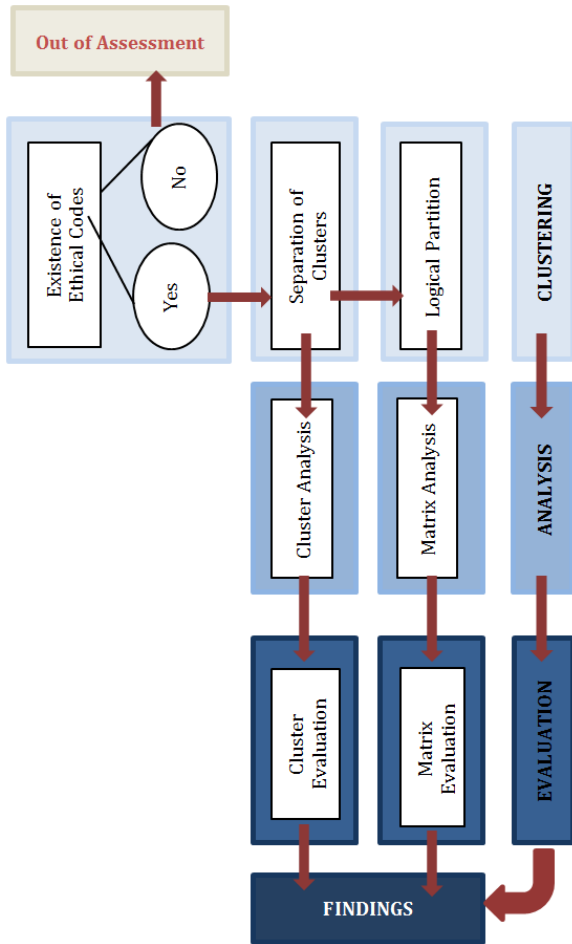 Out of Assessment
Existence of
Ethical Codes
No
Yes
Separation of
Clusters
Logical Partition
CLUSTERING
Cluster Analysis
Matrix Analysis
ANALYSIS
Cluster
Evaluation
Matrix
Evaluation
EVALUATION
FINDINGS